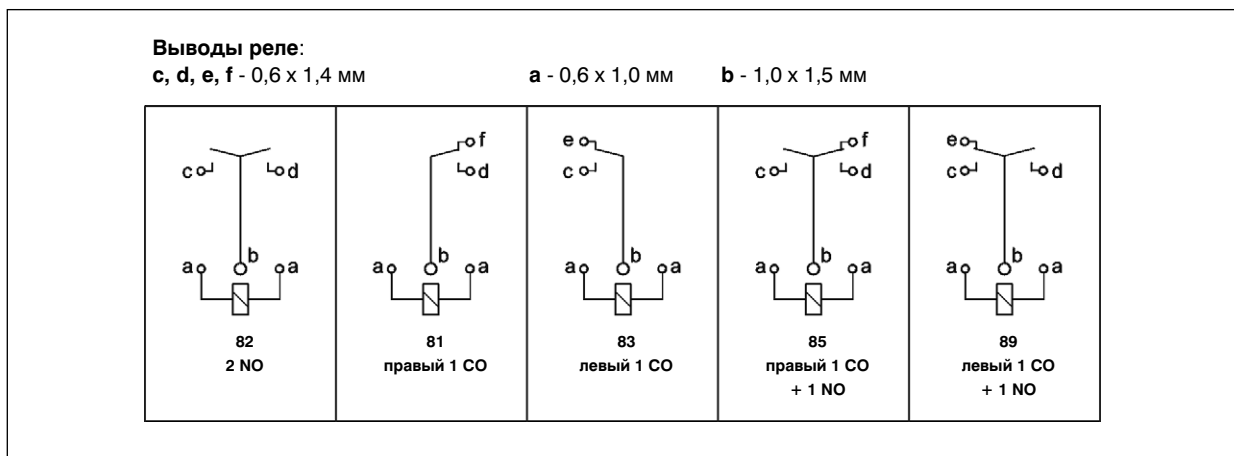 Выводы реле:
c, d, e, f - 0,6 x 1,4 мм a - 0,6 x 1,0 мм b - 1,0 x 1,5 мм
c d b a a
82
2 NO
f d b a a
81
правый 1 CO
e c b a a
83
левый 1 CO
f c d b a a
85
правый 1 CO
+ 1 NO
e c d b a a
89
левый 1 CO
+ 1 NO